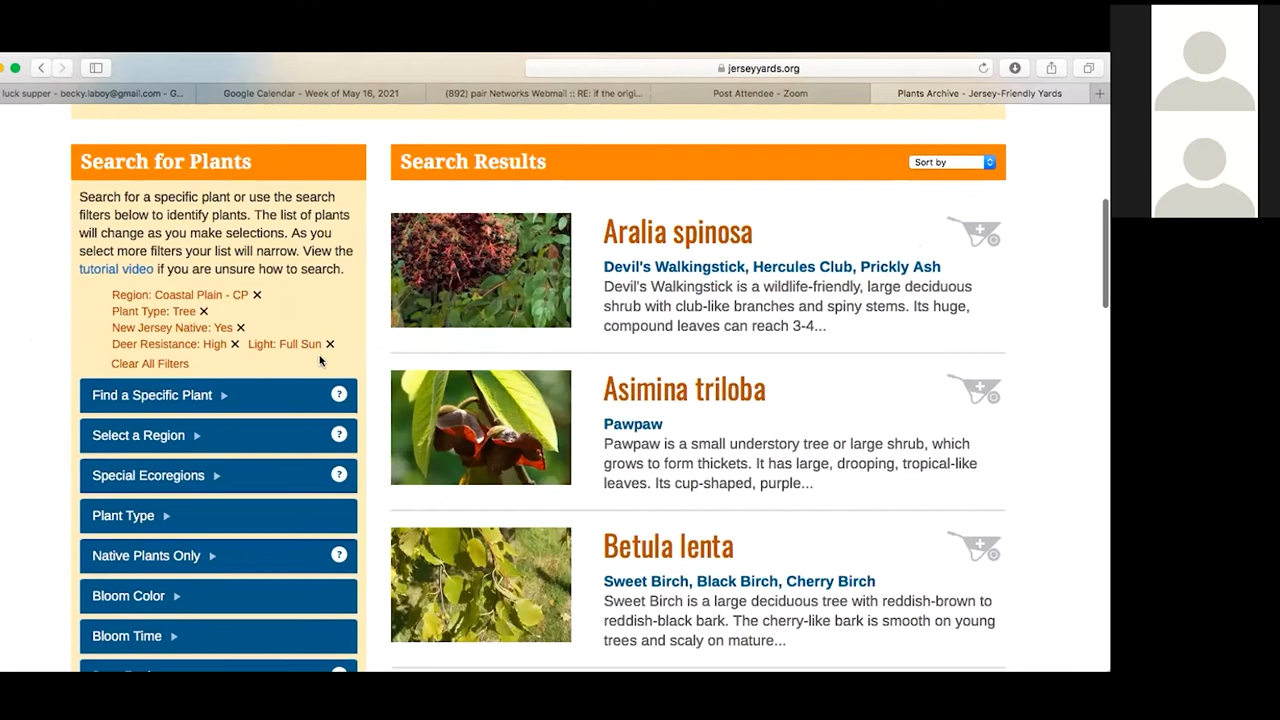 jerseyyards.org
luck supper - becky.laboy@gmail.com - G...
Google Calendar - Week of May 16, 2021
(892) pair Networks Webmail :: RE: if the origi...
Post Attendee - Zoom
Plants Archive - Jersey-Friendly Yards
Search for Plants
Search for a specific plant or use the search
filters below to identify plants. The list of plants
will change as you make selections. As you
select more filters your list will narrow. View the
tutorial video if you are unsure how to search.
Region: Coastal Plain - CP ✕
Plant Type: Tree ✕
New Jersey Native: Yes ✕
Deer Resistance: High ✕ Light: Full Sun ✕
Clear All Filters
Find a Specific Plant ?
Select a Region ?
Special Ecoregions ?
Plant Type
Native Plants Only ?
Bloom Color
Bloom Time
Search Results
Sort by
Aralia spinosa
Devil's Walkingstick, Hercules Club, Prickly Ash
Devil's Walkingstick is a wildlife-friendly, large deciduous
shrub with club-like branches and spiny stems. Its huge,
compound leaves can reach 3-4...
Asimina triloba
Pawpaw
Pawpaw is a small understory tree or large shrub, which
grows to form thickets. It has large, drooping, tropical-like
leaves. Its cup-shaped, purple...
Betula lenta
Sweet Birch, Black Birch, Cherry Birch
Sweet Birch is a large deciduous tree with reddish-brown to
reddish-black bark. The cherry-like bark is smooth on young
trees and scaly on mature...